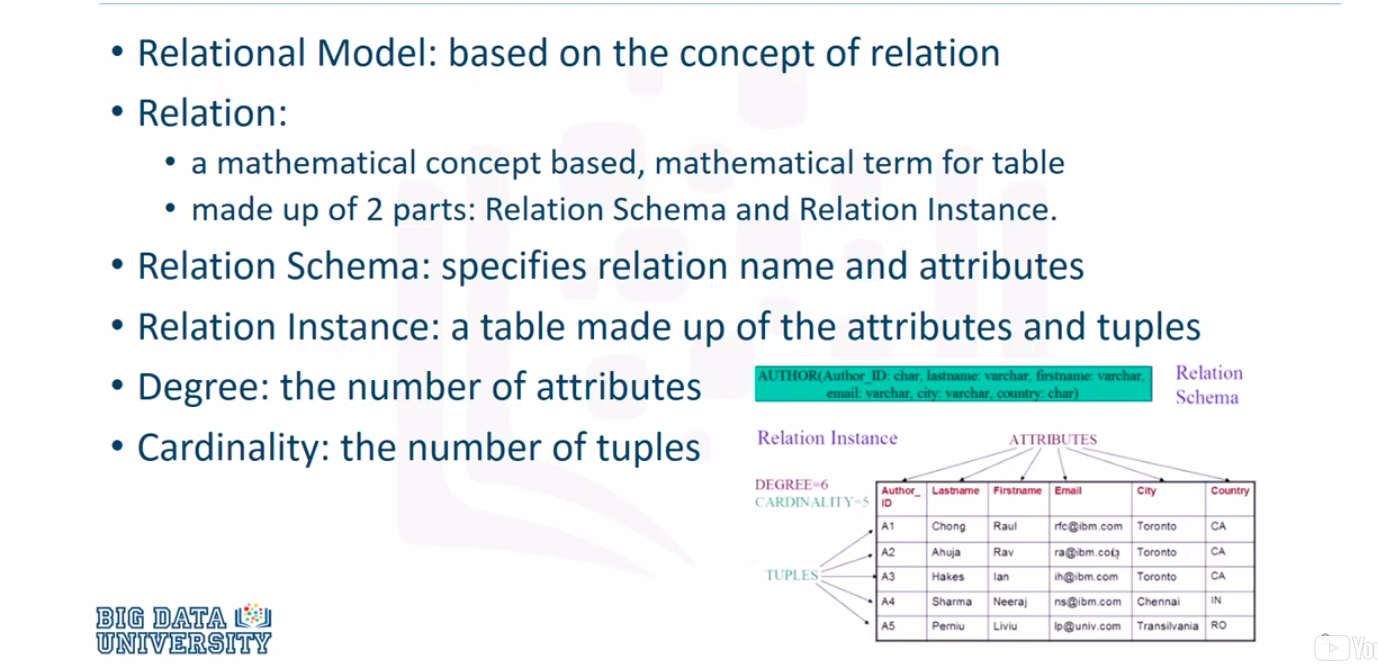 • Relational Model: based on the concept of relation
• Relation:
• a mathematical concept based, mathematical term for table
• made up of 2 parts: Relation Schema and Relation Instance.
• Relation Schema: specifies relation name and attributes
• Relation Instance: a table made up of the attributes and tuples
• Degree: the number of attributes
• Cardinality: the number of tuples
AUTHOR(Author_ID: char, lastname: varchar, firstname: varchar,
email: varchar, city: varchar, country: char)
Relation
Schema
Relation Instance
ATTRIBUTES
DEGREE=6
CARDINALITY=5
TUPLES
Author_ID Lastname Firstname Email City Country
A1 Chong Raul rfc@ibm.com Toronto CA
A2 Ahuja Rav ra@ibm.com Toronto CA
A3 Hakes Ian ih@ibm.com Toronto CA
A4 Sharma Neeraj ns@ibm.com Chennai IN
A5 Perniu Liviu lp@univ.com Transilvania RO
BIG DATA
UNIVERSITY
You